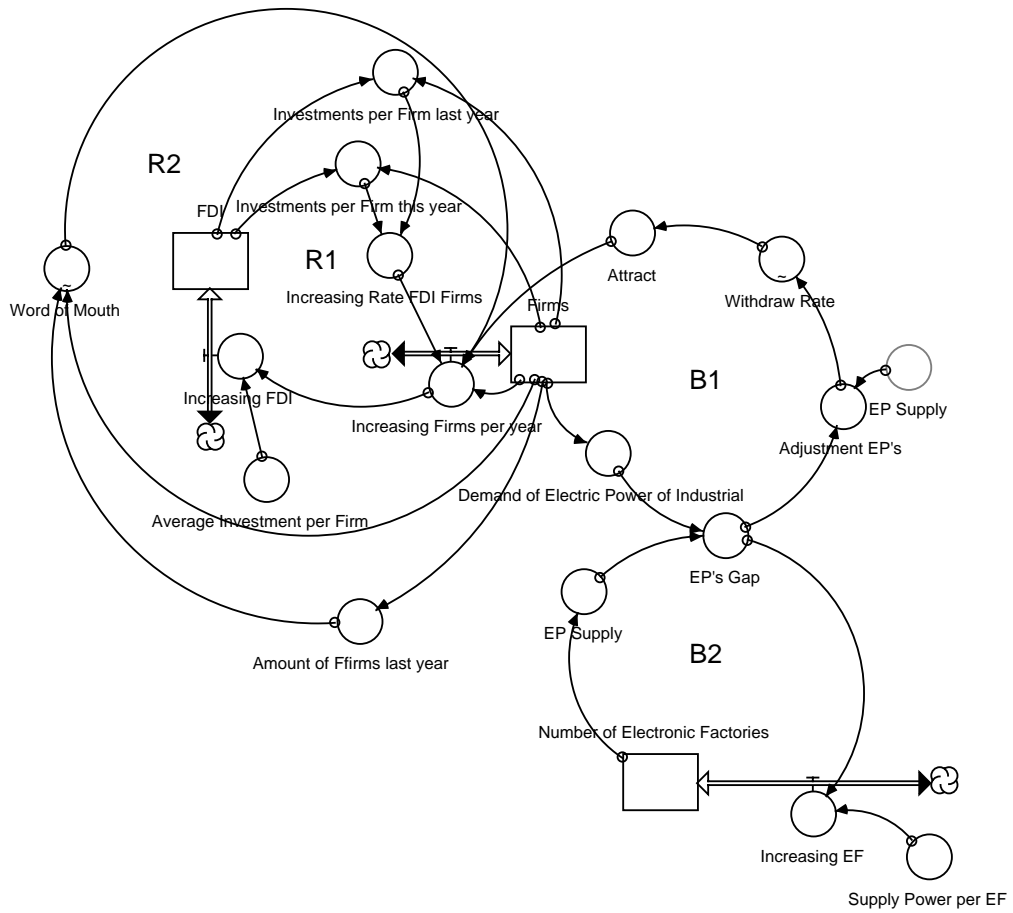 Investments per Firm last year
R2
Investments per Firm this year
FDI
R1
Attract
Increasing Rate FDI Firms
Withdraw Rate
~
Word of Mouth
~
Firms
B1
Increasing FDI
EP Supply
Increasing Firms per year
Adjustment EP's
Demand of Electric Power of Industrial
Average Investment per Firm
EP's Gap
EP Supply
B2
Amount of Ffirms last year
Number of Electronic Factories
Increasing EF
Supply Power per EF